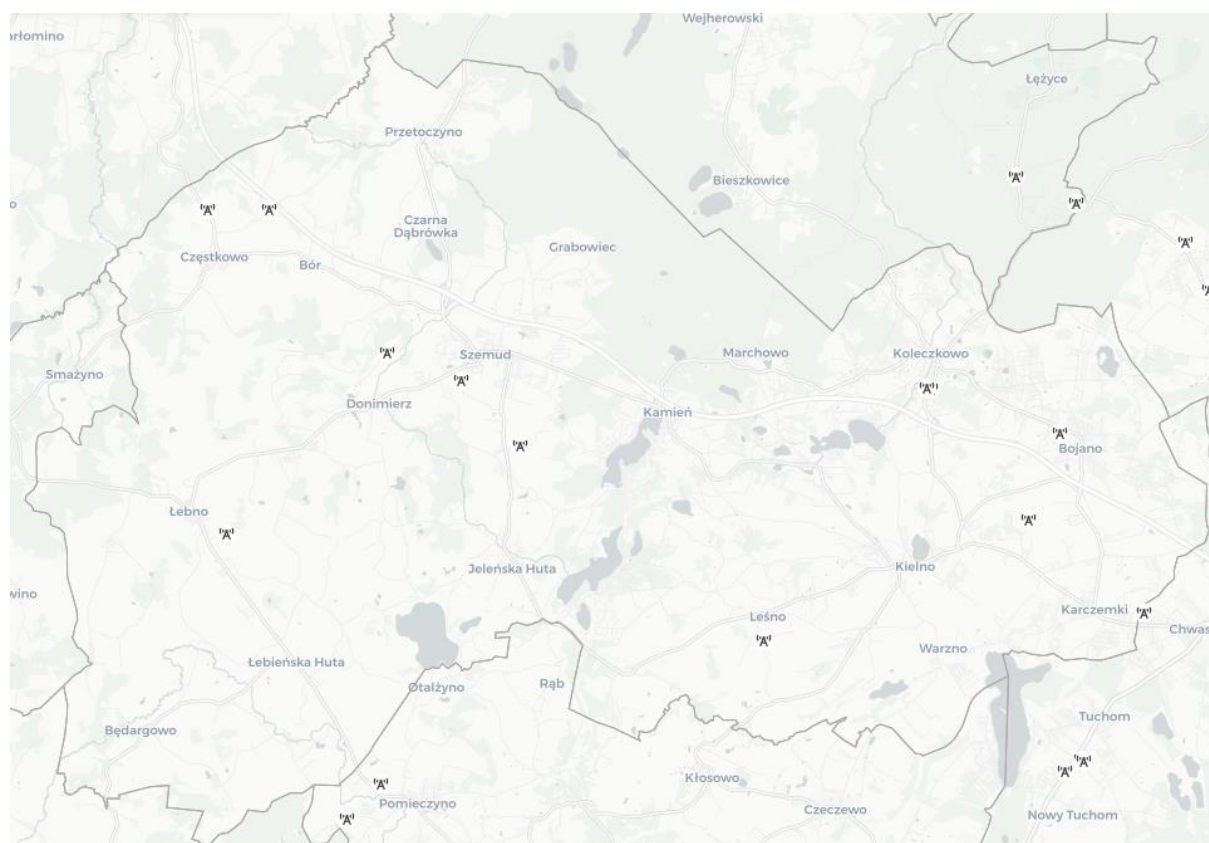 Wejherowski
Łężyce
Przetoczyno
Bieszkowice
Czarna
Dąbrówka
Grabowiec
Częstkowo
Bór
Szemud
Marchowo
Koleczkowo
Smażyno
Donimierz
Kamień
Bojano
Łebno
Jeleńska Huta
Kielno
Karczemki
Leśno
Chwas
Łebieńska Huta
Warzno
Otalżyno
Rąb
Tuchom
Będargowo
Kłosowo
Pomieczyno
Czeczewo
Nowy Tuchom